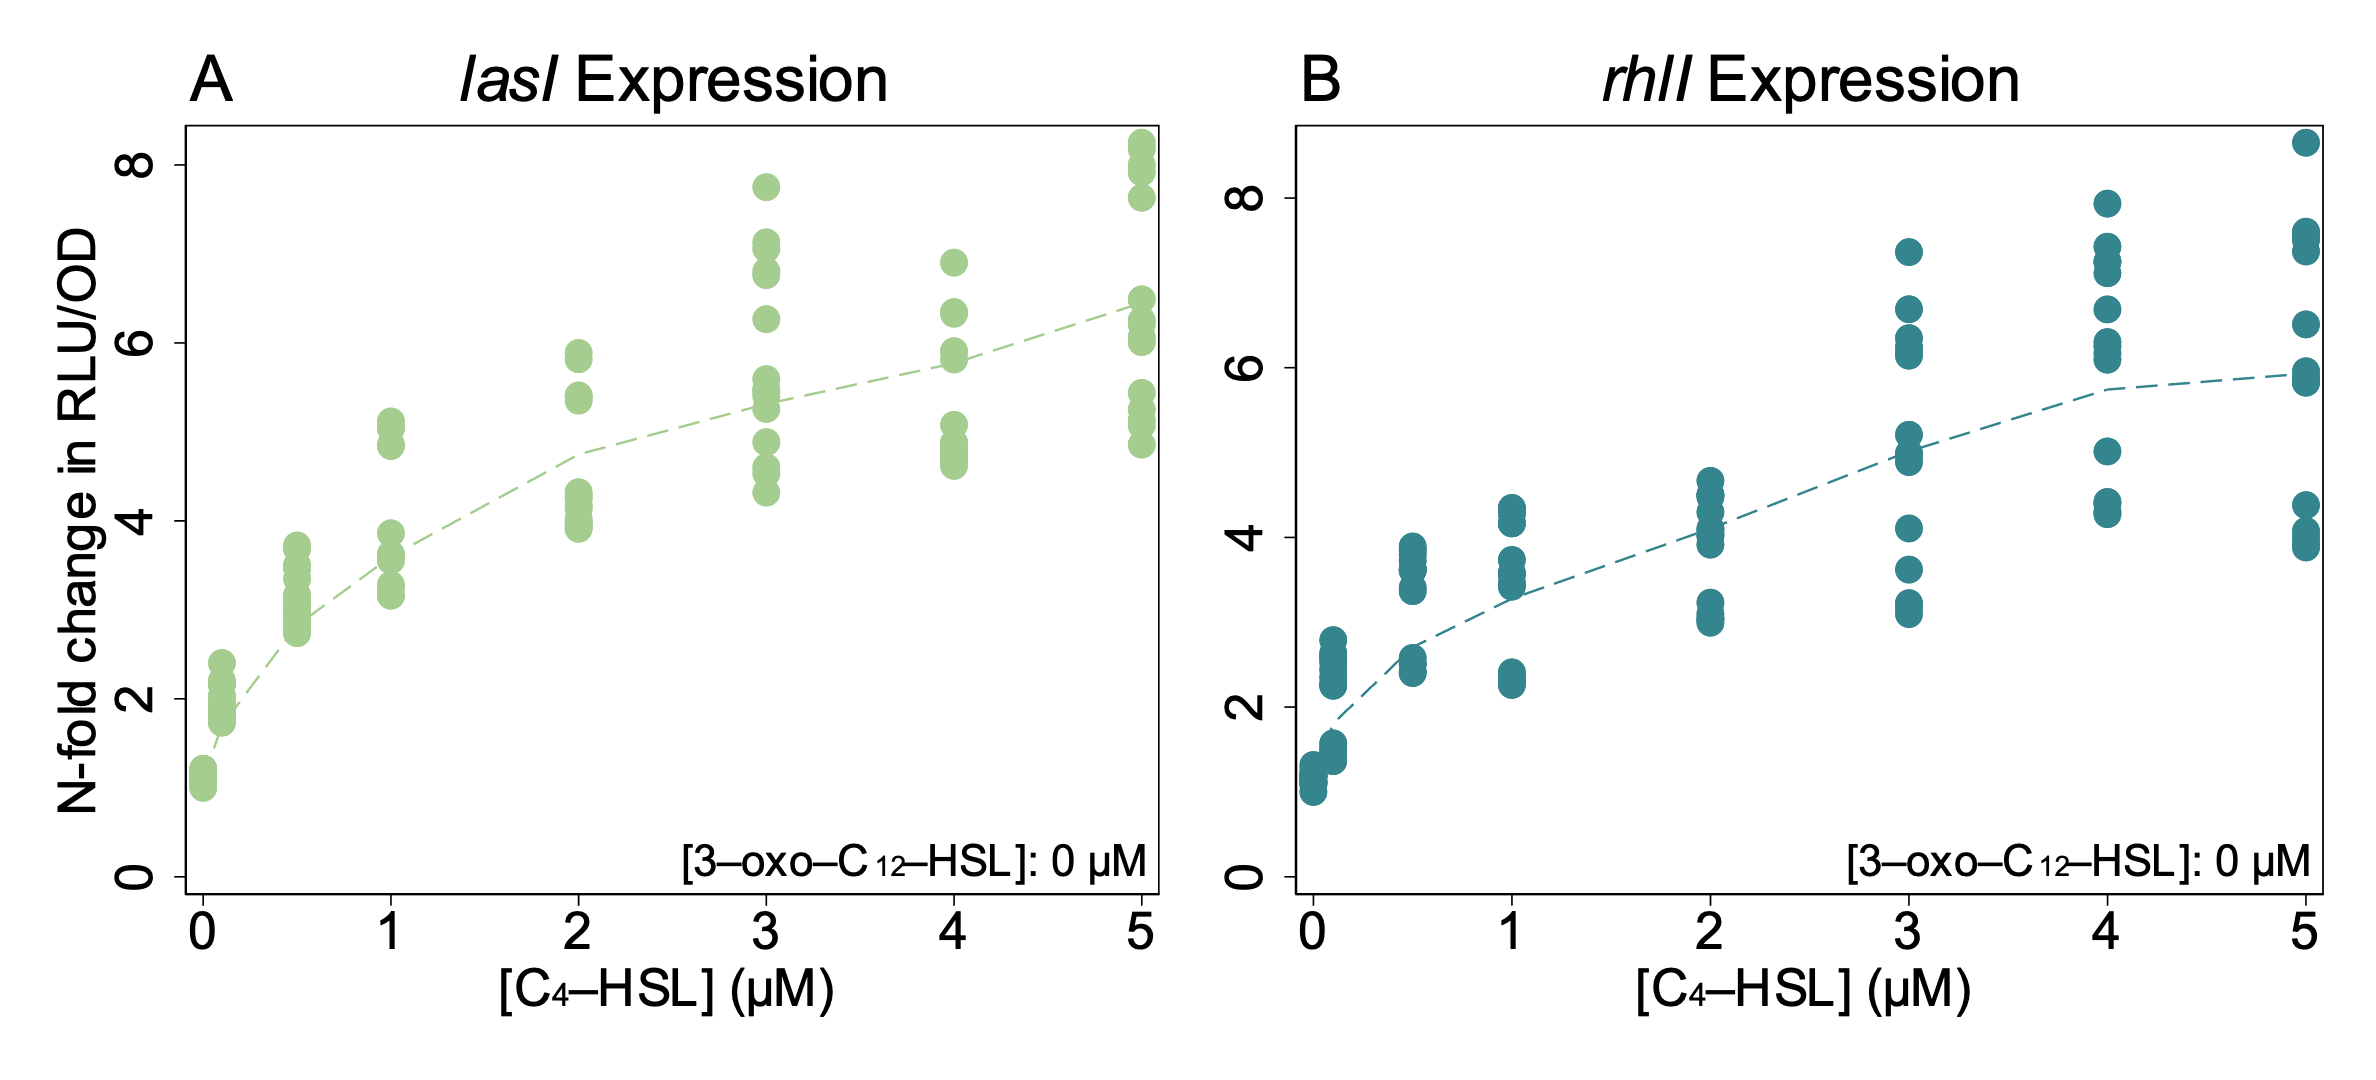 A
lasI Expression
N-fold change in RLU/OD
8
6
4
2
0
[3–oxo–C12–HSL]: 0 µM
0 1 2 3 4 5
[C4–HSL] (µM)
B
rhlI Expression
8
6
4
2
0
[3–oxo–C12–HSL]: 0 µM
0 1 2 3 4 5
[C4–HSL] (µM)